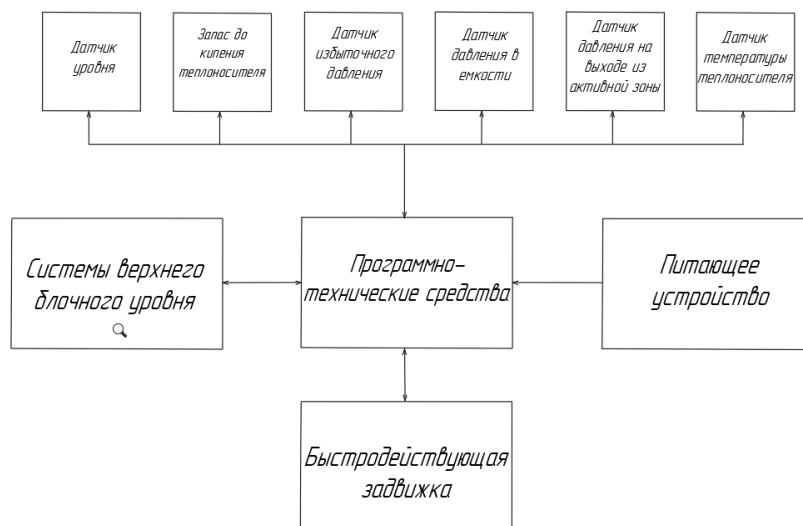 Датчик
уровня
Запас до
кипения
теплоносителя
Датчик
избыточного
давления
Датчик
давления в
емкости
Датчик
давления на
выходе из
активной зоны
Датчик
температуры
теплоносителя
Системы верхнего
блочного уровня
Программно-
технические средства
Питающее
устройство
Быстродействующая
задвижка